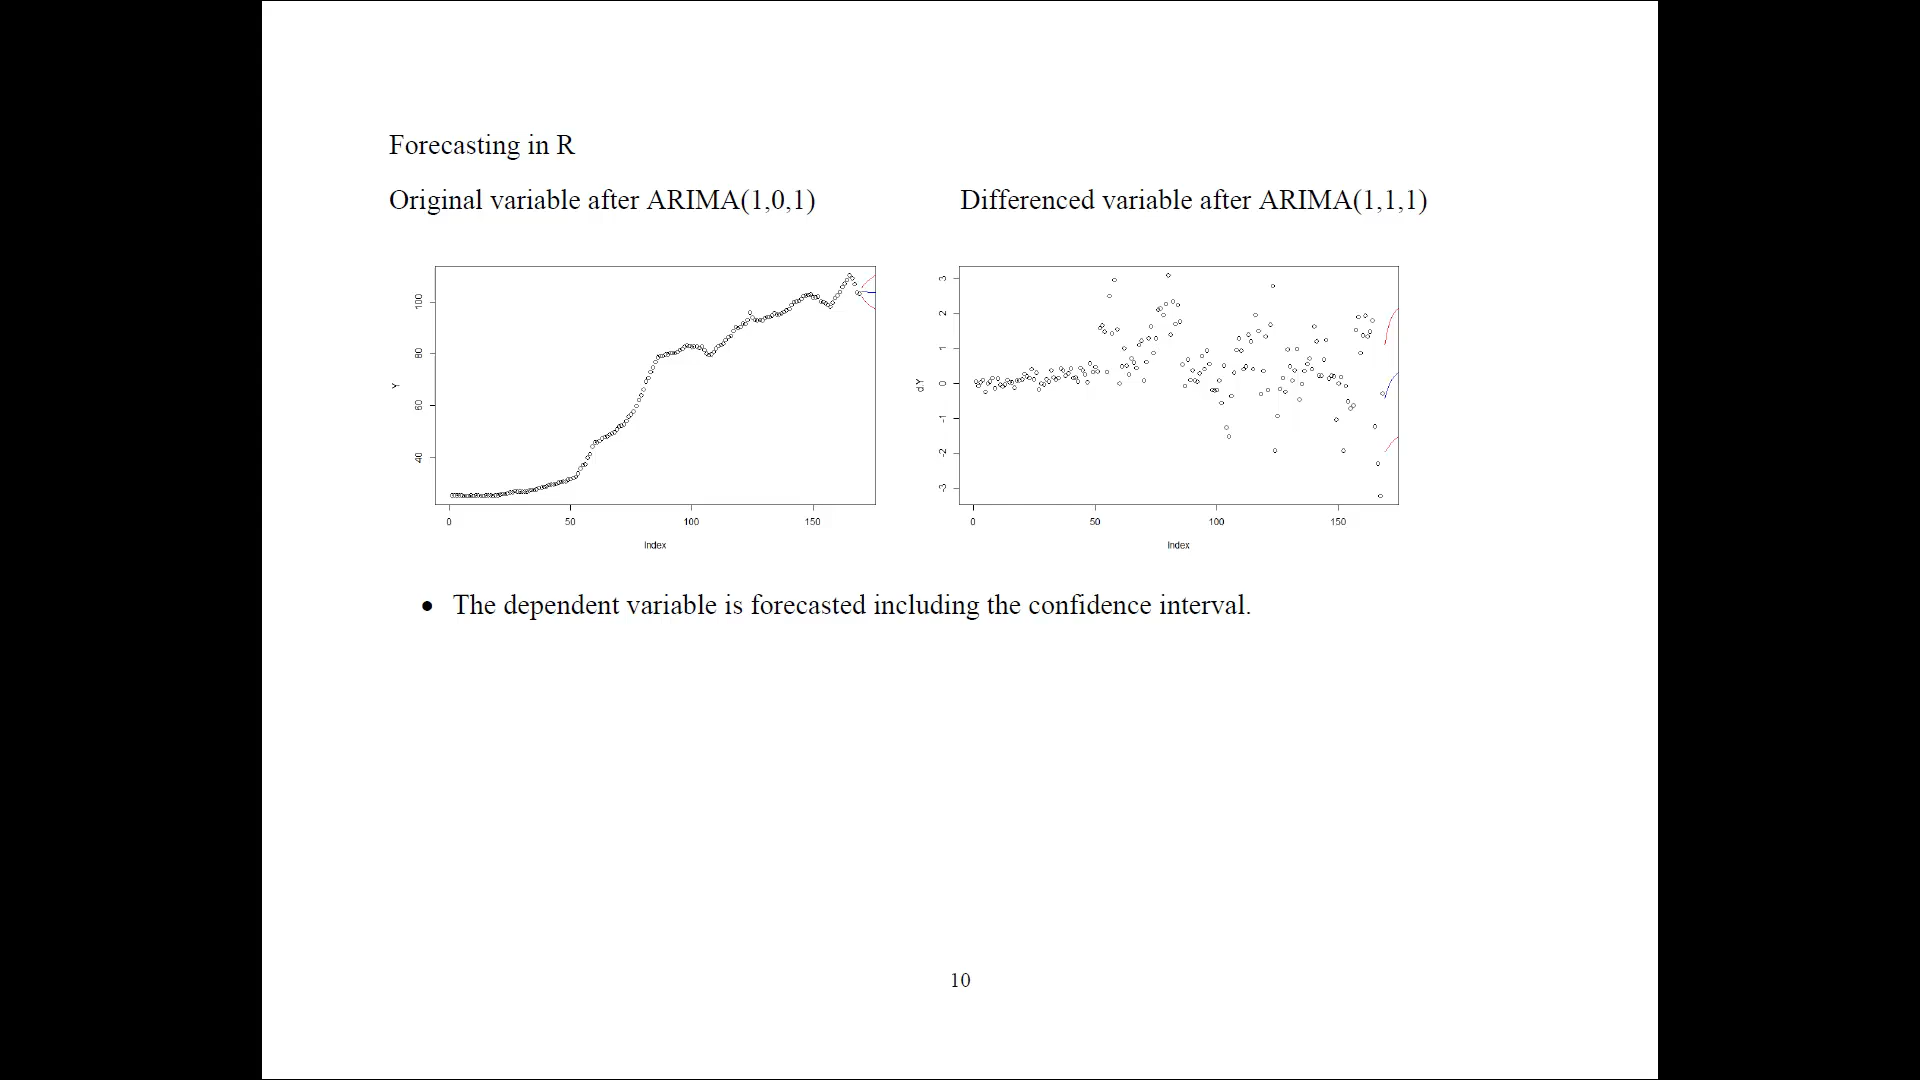 Forecasting in R
Original variable after ARIMA(1,0,1)
Differenced variable after ARIMA(1,1,1)
Y
100
80
60
40
0 50 100 150
Index
d.Y
3
2
1
0
-1
-2
-3
0 50 100 150
Index
• The dependent variable is forecasted including the confidence interval.
10